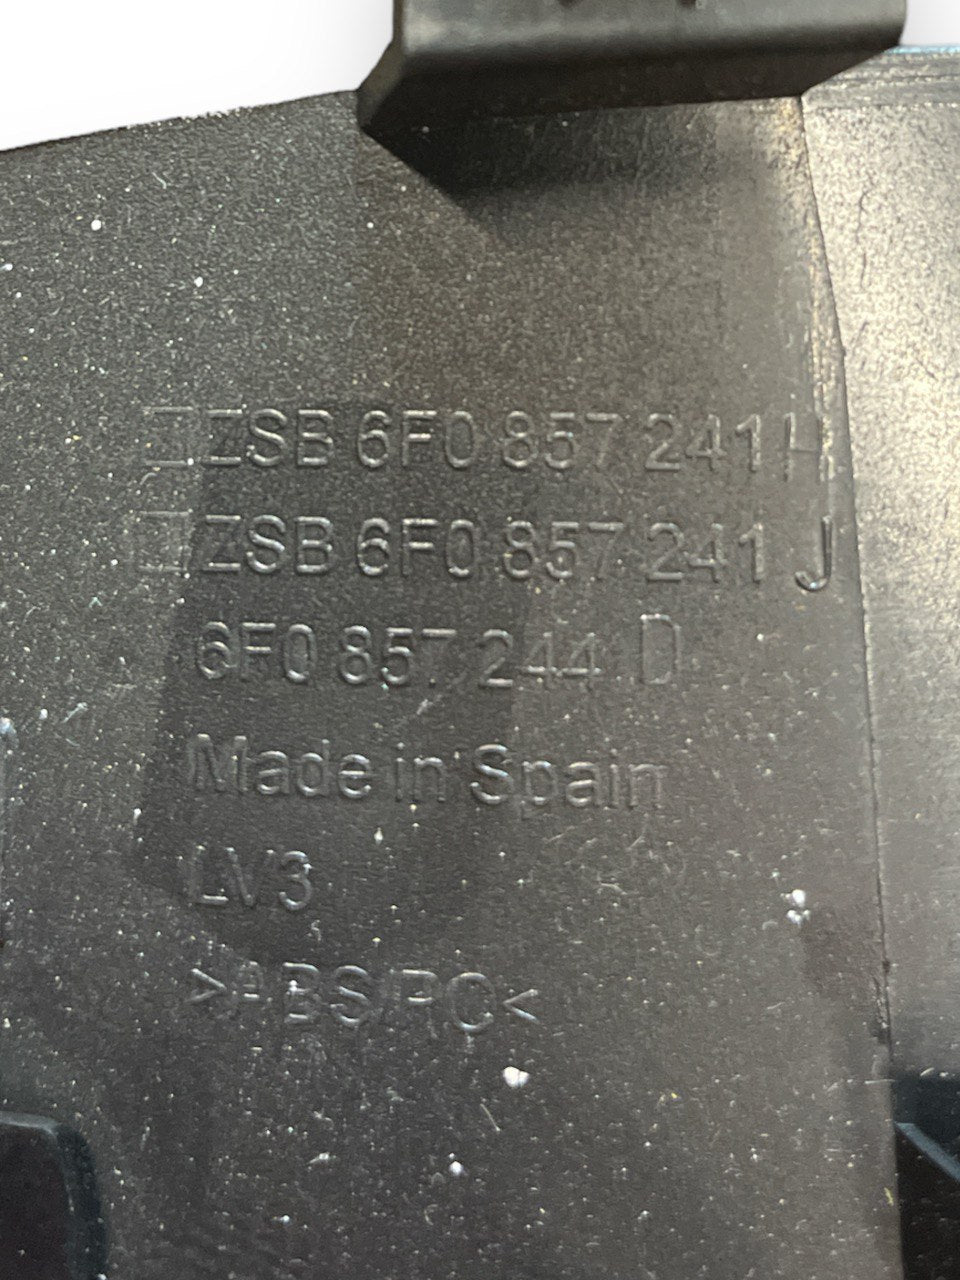 □ZSB 6F0 857 241 H
□ZSB 6F0 857 241 J
6F0 857 244 D
Made in Spain
LV3
>ABS/PC<